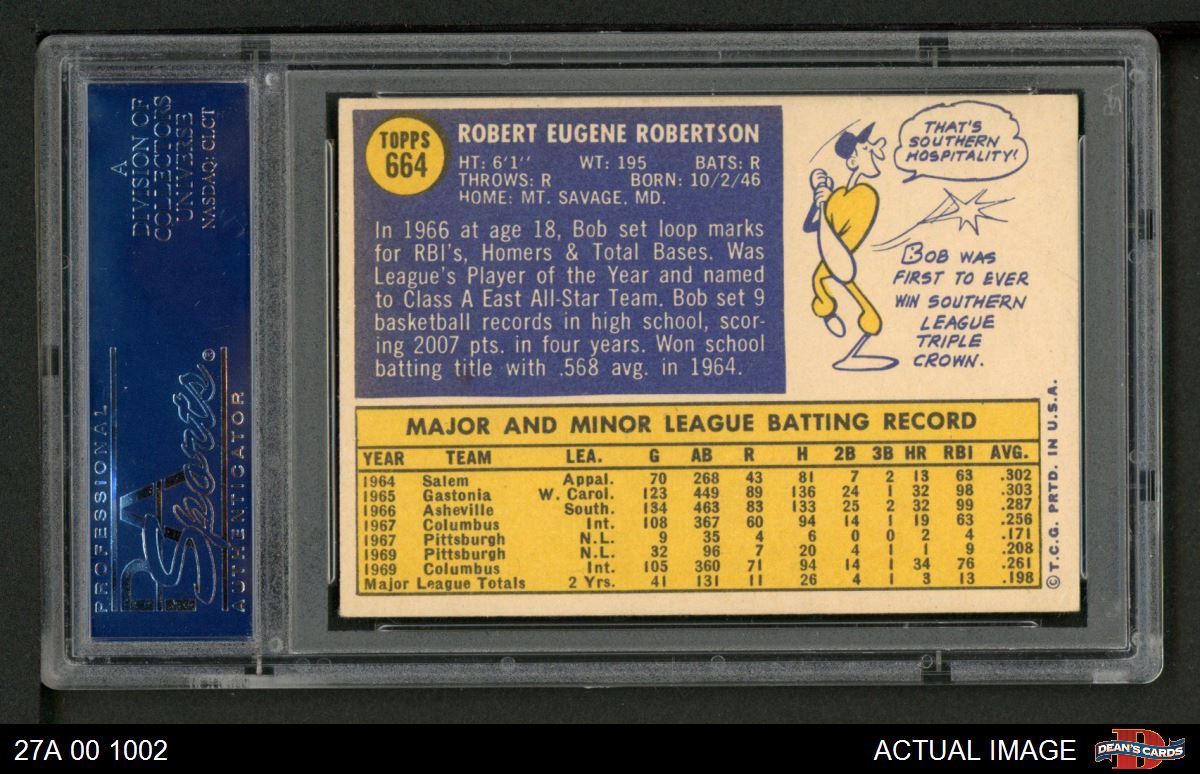 A
DIVISION OF
COLLECTORS
UNIVERSE
NASDAQ: CLCT
PROFESSIONAL
PSA
Sports®
AUTHENTICATOR
TOPPS
664
ROBERT EUGENE ROBERTSON
HT: 6'1'' WT: 195 BATS: R
THROWS: R BORN: 10/2/46
HOME: MT. SAVAGE, MD.
In 1966 at age 18, Bob set loop marks
for RBI's, Homers & Total Bases. Was
League's Player of the Year and named
to Class A East All-Star Team. Bob set 9
basketball records in high school, scor-
ing 2007 pts. in four years. Won school
batting title with .568 avg. in 1964.
THAT'S
SOUTHERN
HOSPITALITY!
BOB WAS
FIRST TO EVER
WIN SOUTHERN
LEAGUE
TRIPLE
CROWN.
MAJOR AND MINOR LEAGUE BATTING RECORD
YEAR TEAM LEA. G AB R H 2B 3B HR RBI AVG.
1964 Salem Appal. 70 268 43 81 7 2 13 63 .302
1965 Gastonia W. Carol. 123 449 89 136 24 1 32 98 .303
1966 Asheville South. 134 463 83 133 25 2 32 99 .287
1967 Columbus Int. 108 367 60 94 14 1 19 63 .256
1967 Pittsburgh N.L. 9 35 4 6 0 0 2 4 .171
1969 Pittsburgh N.L. 32 96 7 20 4 1 1 9 .208
1969 Columbus Int. 105 360 71 94 14 1 34 76 .261
Major League Totals 2 Yrs. 41 131 11 26 4 1 3 13 .198
© T.C.G. PRTD. IN U.S.A.
27A 00 1002
ACTUAL IMAGE
DEAN'S CARDS